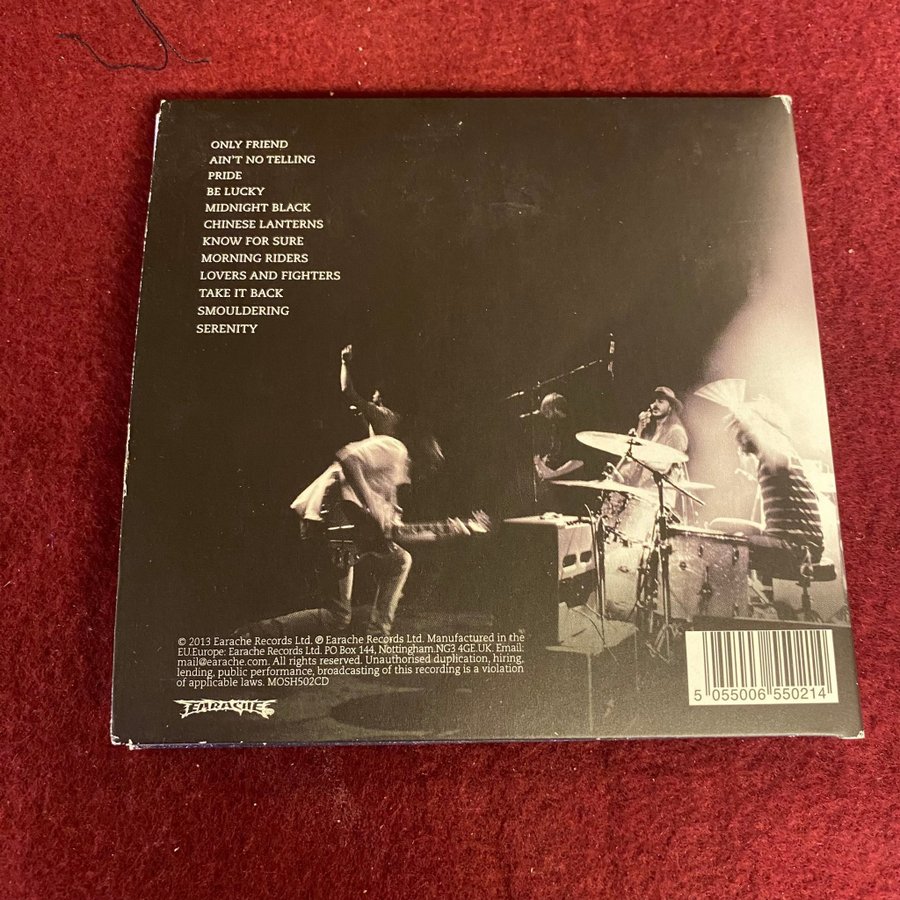 ONLY FRIEND
AIN'T NO TELLING
PRIDE
BE LUCKY
MIDNIGHT BLACK
CHINESE LANTERNS
KNOW FOR SURE
MORNING RIDERS
LOVERS AND FIGHTERS
TAKE IT BACK
SMOULDERING
SERENITY
© 2013 Earache Records Ltd. ℗ Earache Records Ltd. Manufactured in the
EU.Europe: Earache Records Ltd. PO Box 144, Nottingham.NG3 4GE.UK. Email:
mail@earache.com. All rights reserved. Unauthorised duplication, hiring,
lending, public performance, broadcasting of this recording is a violation
of applicable laws. MOSH502CD
EARACHE
5 055006 550214